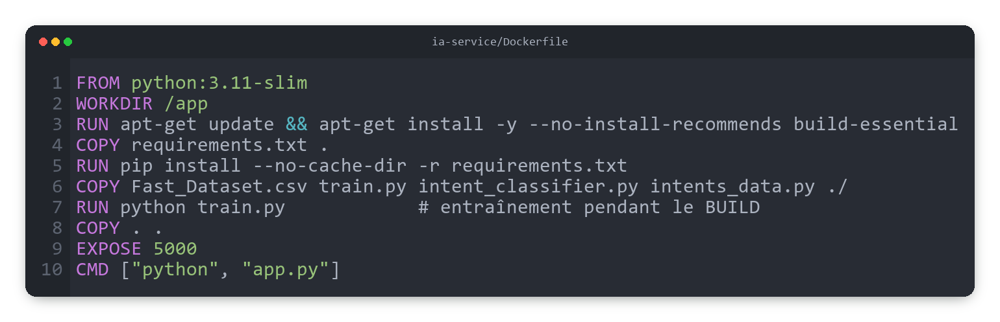 ia-service/Dockerfile
1 FROM python:3.11-slim
2 WORKDIR /app
3 RUN apt-get update && apt-get install -y --no-install-recommends build-essential
4 COPY requirements.txt .
5 RUN pip install --no-cache-dir -r requirements.txt
6 COPY Fast_Dataset.csv train.py intent_classifier.py intents_data.py ./
7 RUN python train.py            # entraînement pendant le BUILD
8 COPY . .
9 EXPOSE 5000
10 CMD ["python", "app.py"]